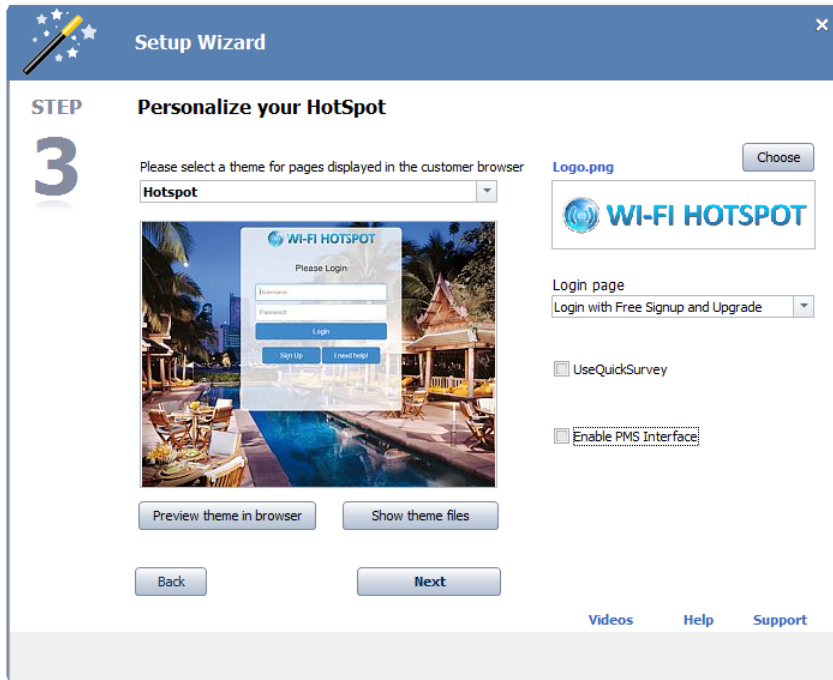 Setup Wizard
STEP
3
Personalize your HotSpot
Please select a theme for pages displayed in the customer browser
Hotspot
WI-FI HOTSPOT
Please Login
Username
Password
Login
Sign Up
I need help!
Preview theme in browser
Show theme files
Logo.png
Choose
WI-FI HOTSPOT
Login page
Login with Free Signup and Upgrade
UseQuickSurvey
Enable PMS Interface
Back
Next
Videos
Help
Support